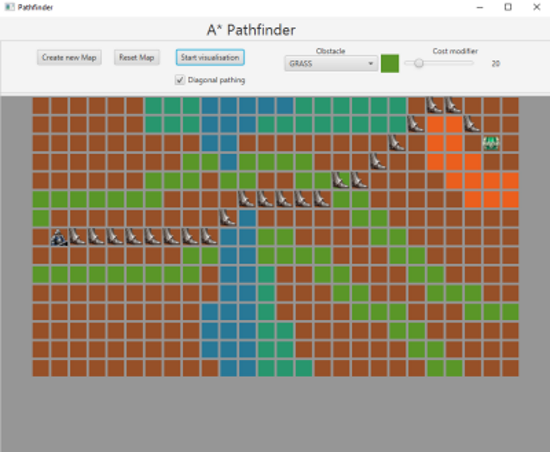 Pathfinder
A* Pathfinder
Create new Map
Reset Map
Start visualisation
Obstacle
Cost modifier
GRASS
20
Diagonal pathing